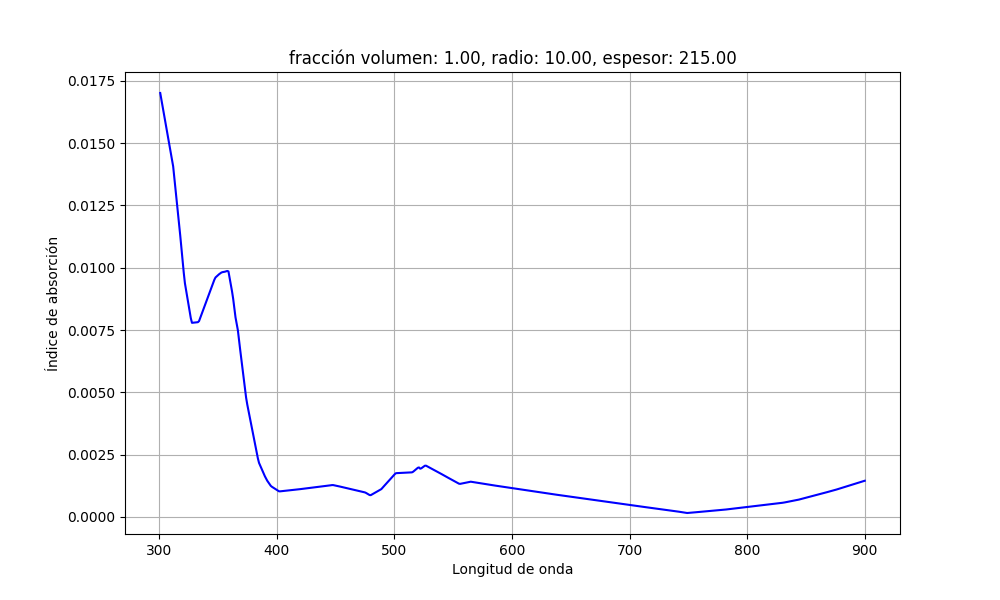 fracción volumen: 1.00, radio: 10.00, espesor: 215.00
0.0175
0.0150
0.0125
0.0100
0.0075
0.0050
0.0025
0.0000
Índice de absorción
300 400 500 600 700 800 900
Longitud de onda